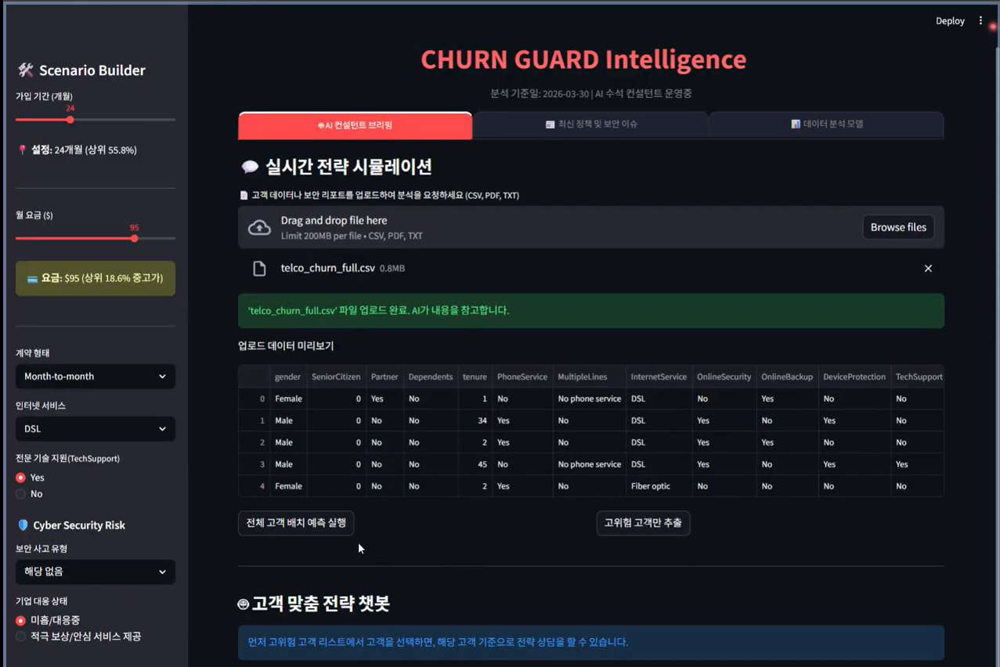 Deploy
🛠 Scenario Builder
가입 기간 (개월)
24
📍 설정: 24개월 (상위 55.8%)
월 요금 ($)
95
💳 요금: $95 (상위 18.6% 중고가)
계약 형태
Month-to-month
인터넷 서비스
DSL
전문 기술 지원(TechSupport)
Yes
No
🛡 Cyber Security Risk
보안 사고 유형
해당 없음
기업 대응 상태
미흡/대응중
적극 보상/안심 서비스 제공
CHURN GUARD Intelligence
분석 기준일: 2026-03-30 | AI 수석 컨설턴트 운영중
AI 컨설턴트 브리핑
📰 최신 정책 및 보안 이슈
📊 데이터 분석 모델
💬 실시간 전략 시뮬레이션
📄 고객 데이터나 보안 리포트를 업로드하여 분석을 요청하세요 (CSV, PDF, TXT)
Drag and drop file here
Limit 200MB per file • CSV, PDF, TXT
Browse files
telco_churn_full.csv 0.8MB
'telco_churn_full.csv' 파일 업로드 완료. AI가 내용을 참고합니다.
업로드 데이터 미리보기
gender SeniorCitizen Partner Dependents tenure PhoneService MultipleLines InternetService OnlineSecurity OnlineBackup DeviceProtection TechSupport
0 Female 0 Yes No 1 No No phone service DSL No Yes No No
1 Male 0 No No 34 Yes No DSL Yes No Yes No
2 Male 0 No No 2 Yes No DSL Yes Yes No No
3 Male 0 No No 45 No No phone service DSL Yes No Yes Yes
4 Female 0 No No 2 Yes No Fiber optic No No No No
전체 고객 배치 예측 실행
고위험 고객만 추출
고객 맞춤 전략 챗봇
먼저 고위험 고객 리스트에서 고객을 선택하면, 해당 고객 기준으로 전략 상담을 할 수 있습니다.